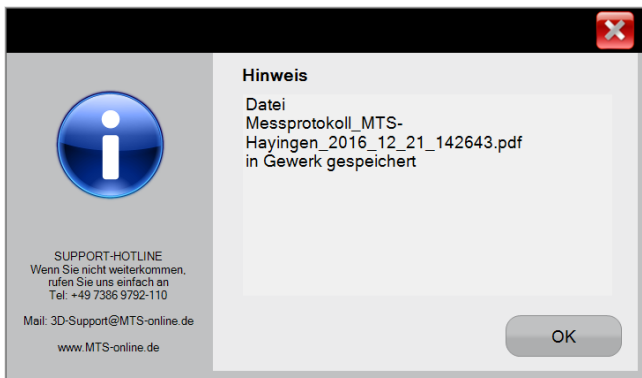 Hinweis
Datei
Messprotokoll_MTS-
Hayingen_2016_12_21_142643.pdf
in Gewerk gespeichert
SUPPORT-HOTLINE
Wenn Sie nicht weiterkommen,
rufen Sie uns einfach an
Tel: +49 7386 9792-110
Mail: 3D-Support@MTS-online.de
www.MTS-online.de
OK